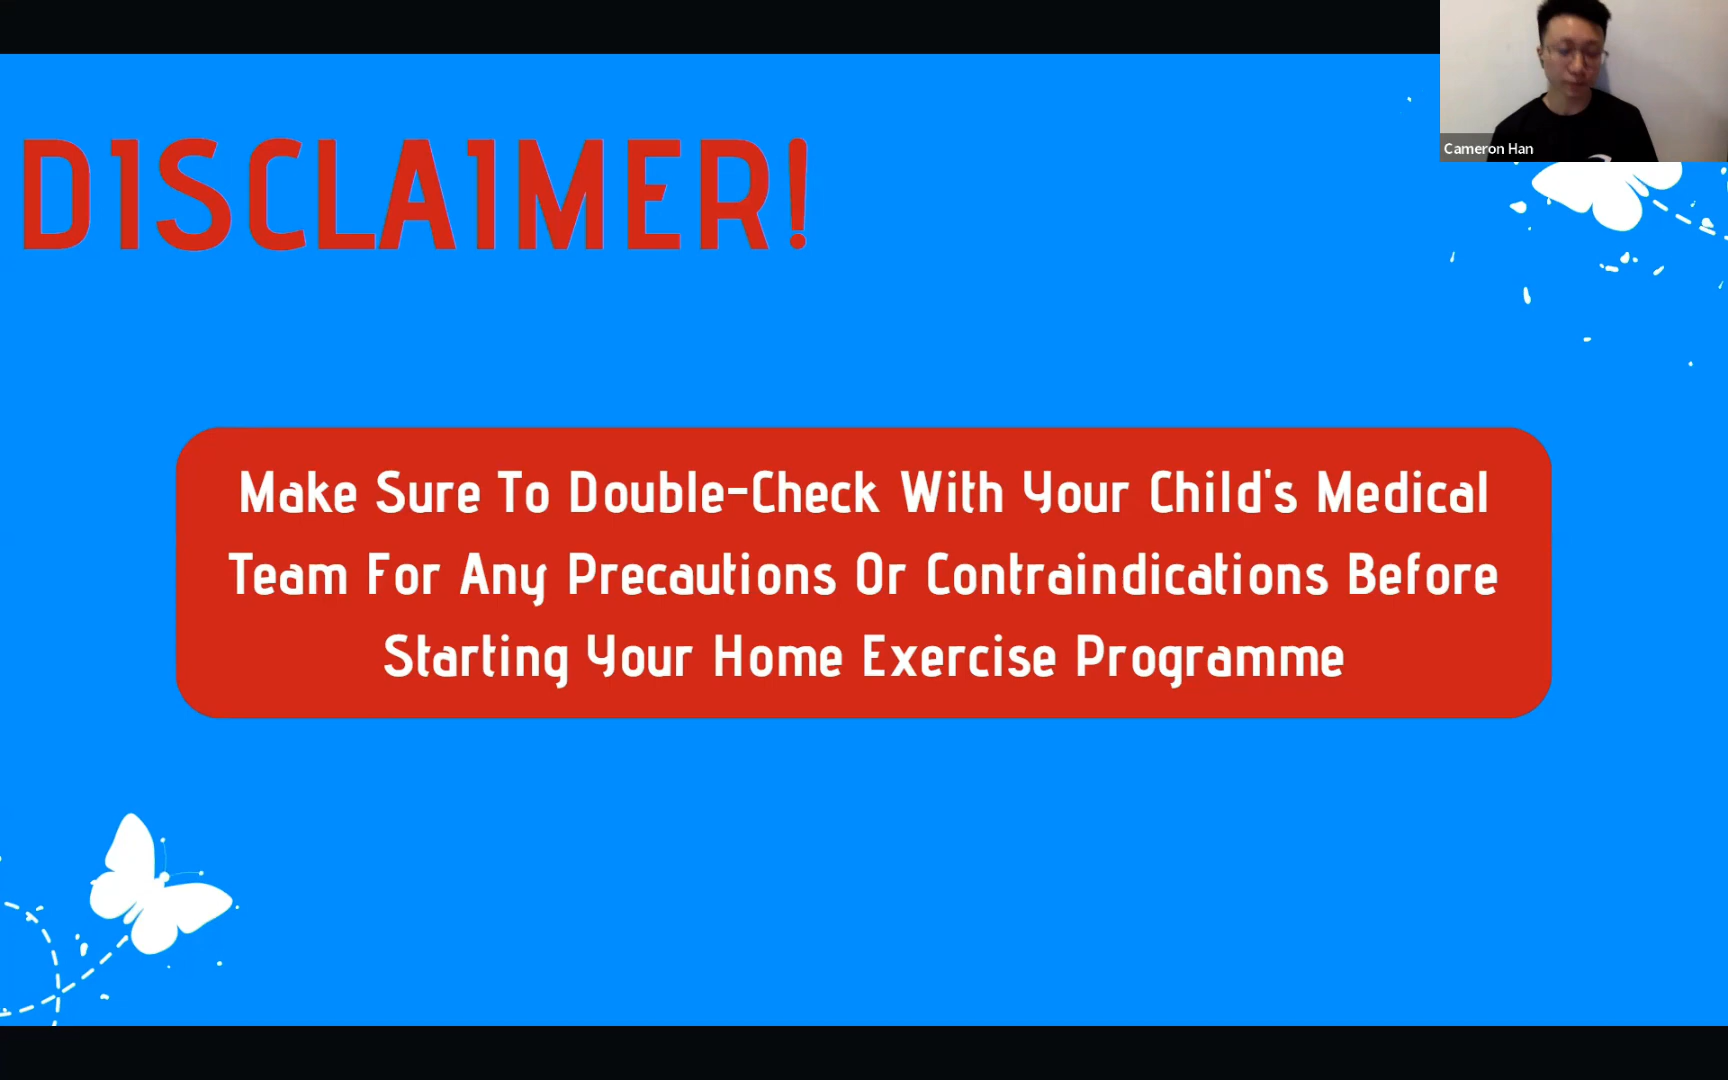 Cameron Han
DISCLAIMER!
Make Sure To Double-Check With Your Child's Medical
Team For Any Precautions Or Contraindications Before
Starting Your Home Exercise Programme